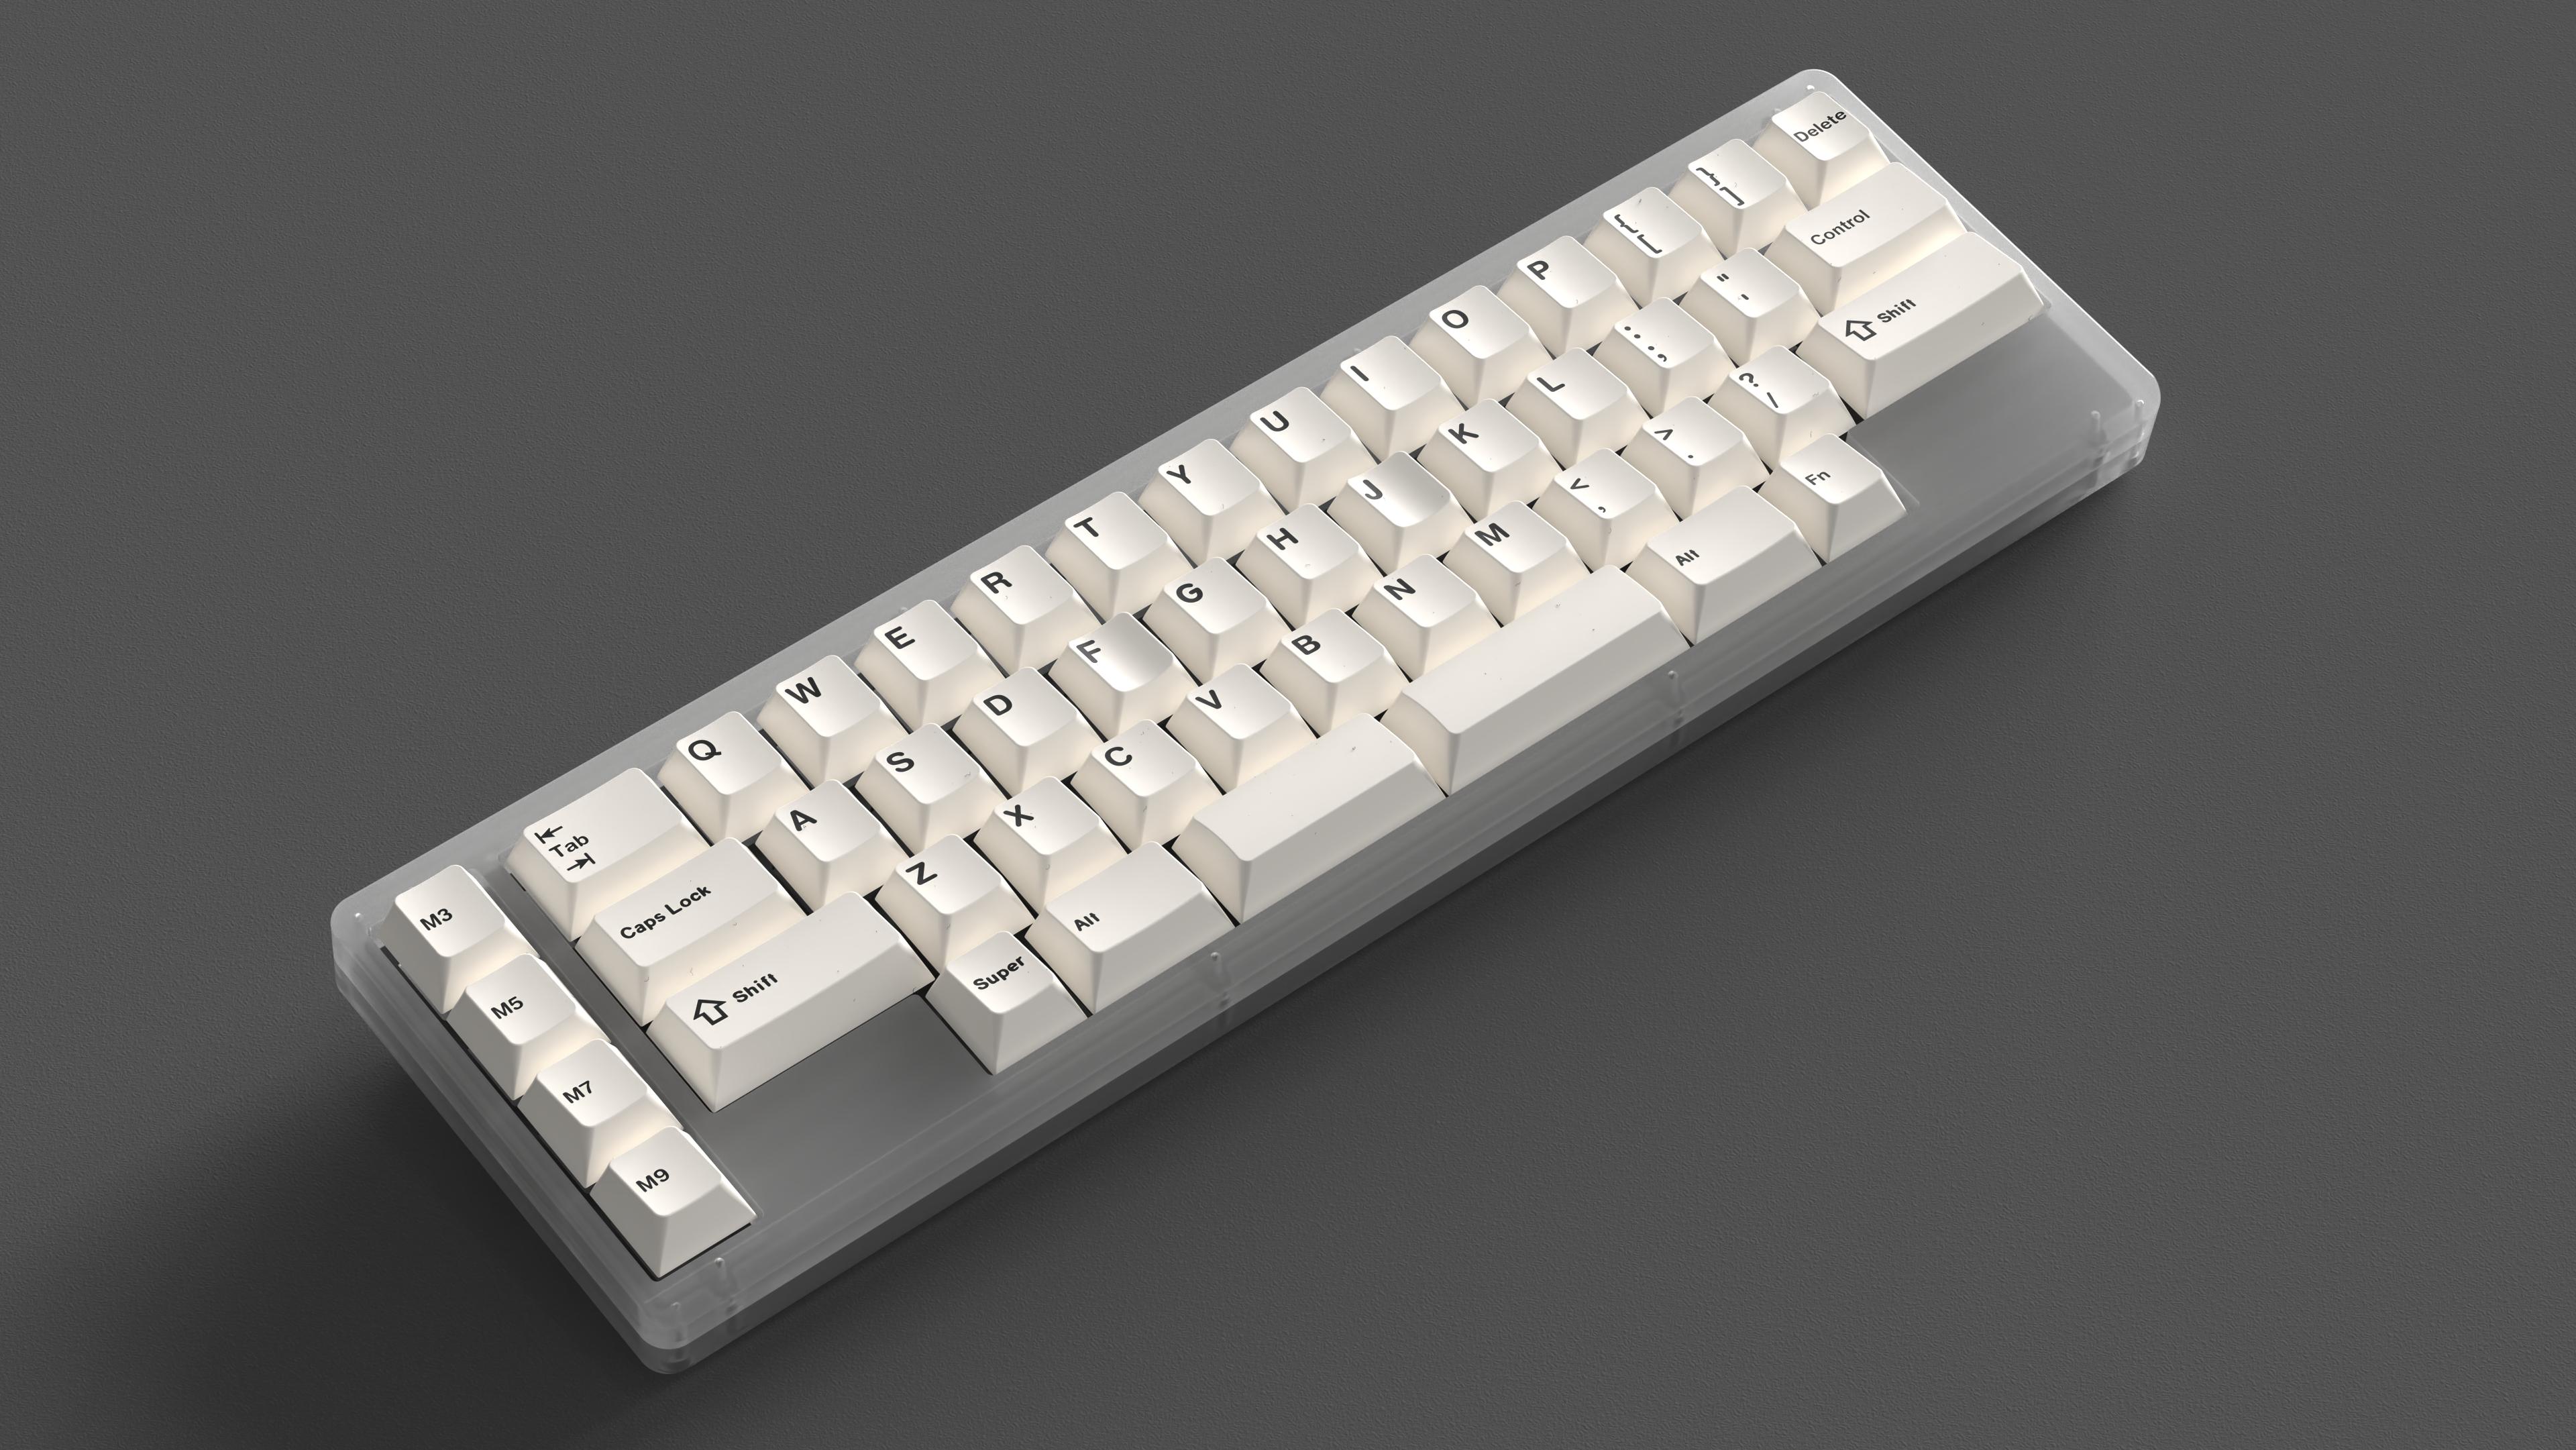 M3
Tab
Q
W
E
R
T
Y
U
I
O
P
{
[
}
]
Delete
M5
Caps Lock
A
S
D
F
G
H
J
K
L
:
;
"
'
Control
M7
Shift
Z
X
C
V
B
N
M
<
,
>
.
?
/
Shift
M9
Super
Alt
Alt
Fn